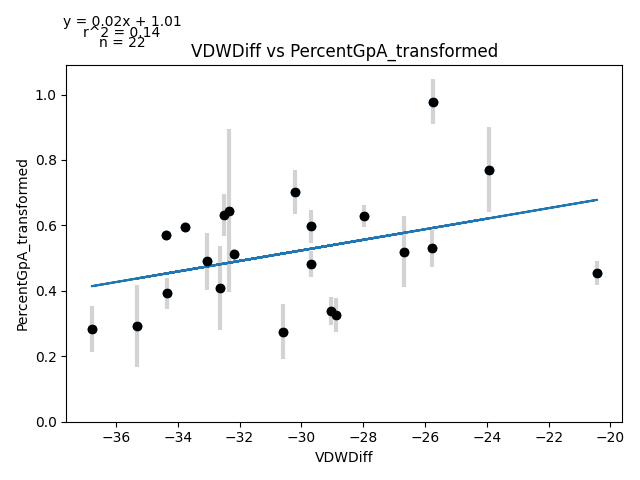 y = 0.02x + 1.01
r^2 = 0.14
n = 22
VDWDiff vs PercentGpA_transformed
PercentGpA_transformed
1.0
0.8
0.6
0.4
0.2
0.0
−36 −34 −32 −30 −28 −26 −24 −22 −20
VDWDiff